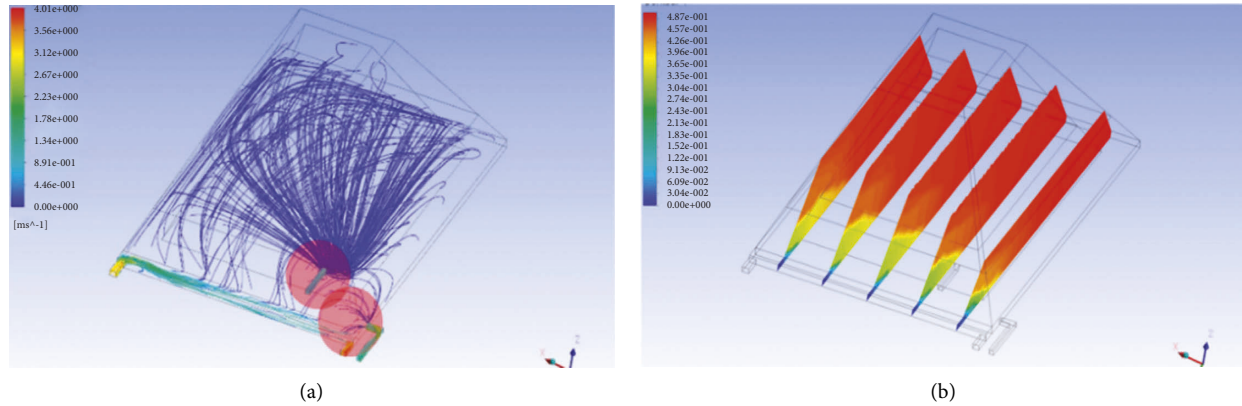 4.01e+000
3.56e+000
3.12e+000
2.67e+000
2.23e+000
1.78e+000
1.34e+000
8.91e-001
4.46e-001
0.00e+000
[ms^-1]
X
Z
(a)
4.87e-001
4.57e-001
4.26e-001
3.96e-001
3.65e-001
3.35e-001
3.04e-001
2.74e-001
2.43e-001
2.13e-001
1.83e-001
1.52e-001
1.22e-001
9.13e-002
6.09e-002
3.04e-002
0.00e+000
X
Z
(b)